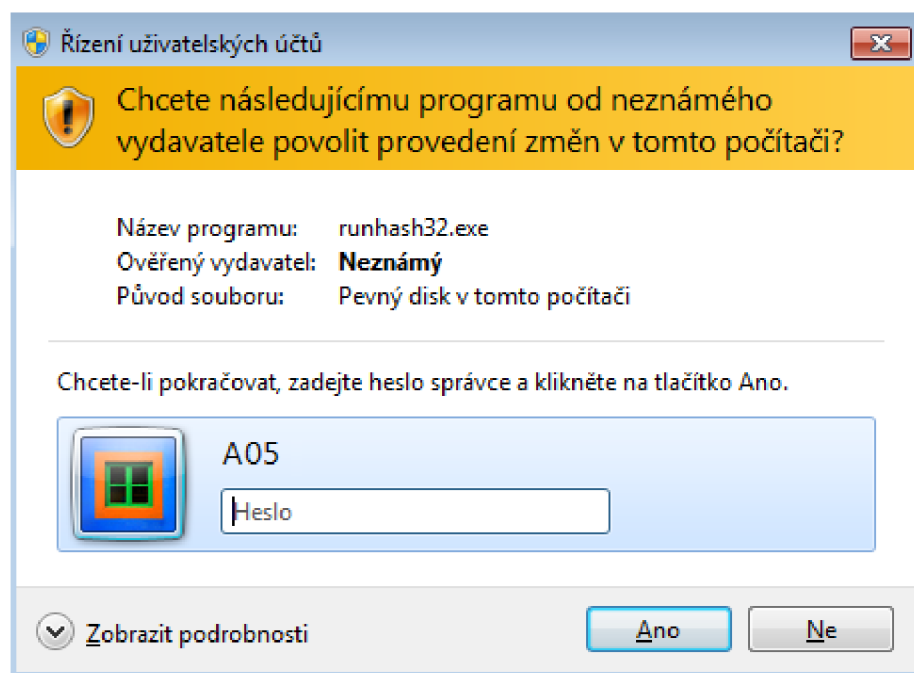 Řízení uživatelských účtů
Chcete následujícímu programu od neznámého
vydavatele povolit provedení změn v tomto počítači?
Název programu: runhash32.exe
Ověřený vydavatel: Neznámý
Původ souboru: Pevný disk v tomto počítači
Chcete-li pokračovat, zadejte heslo správce a klikněte na tlačítko Ano.
A05
Heslo
Zobrazit podrobnosti
Ano
Ne